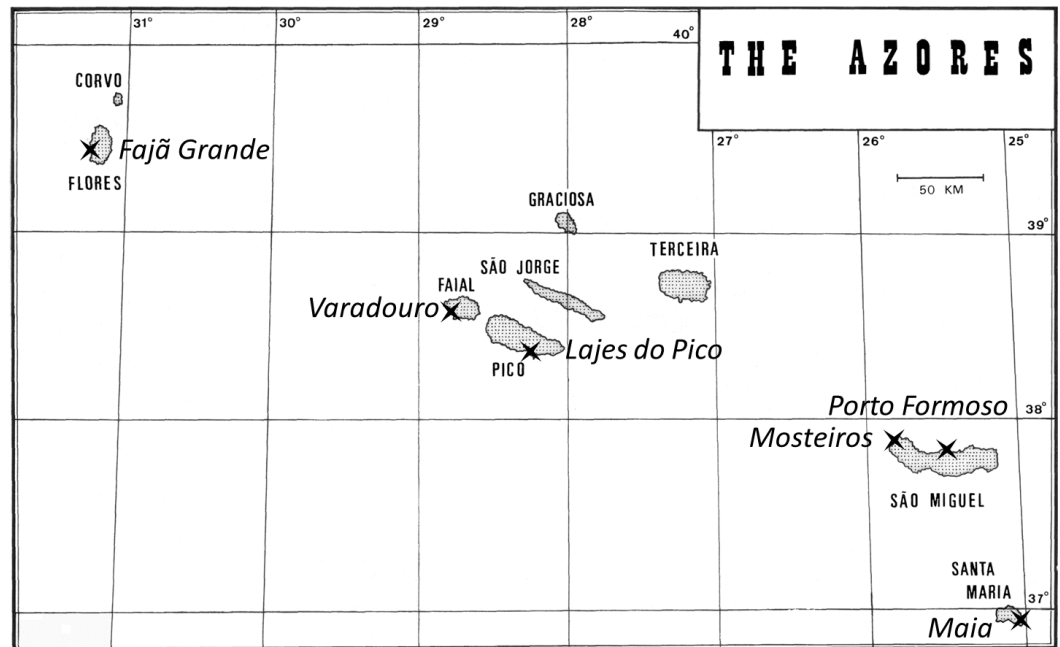 31°
30°
29°
28°
40°
THE AZORES
CORVO
27°
26°
25°
Fajã Grande
FLORES
50 KM
GRACIOSA
39°
TERCEIRA
SÃO JORGE
FAIAL
Varadouro
Lajes do Pico
PICO
Porto Formoso
38°
Mosteiros
SÃO MIGUEL
SANTA
MARIA
37°
Maia